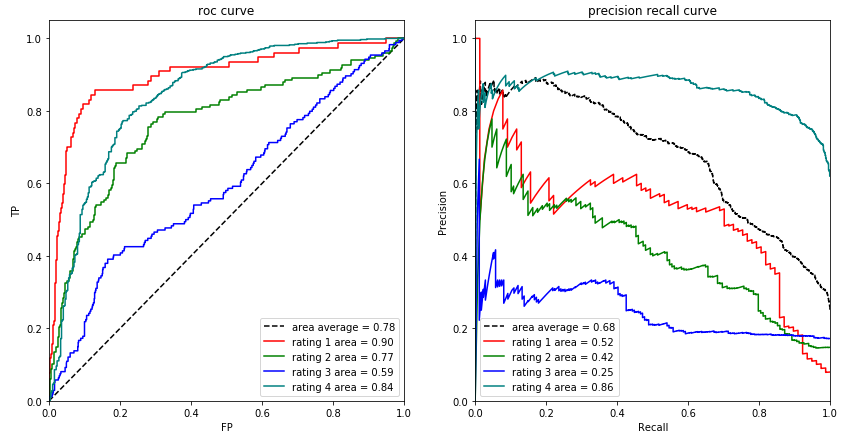 roc curve
TP
1.0
0.8
0.6
0.4
0.2
0.0
area average = 0.78
rating 1 area = 0.90
rating 2 area = 0.77
rating 3 area = 0.59
rating 4 area = 0.84
0.0 0.2 0.4 0.6 0.8 1.0
FP
precision recall curve
Precision
1.0
0.8
0.6
0.4
0.2
0.0
area average = 0.68
rating 1 area = 0.52
rating 2 area = 0.42
rating 3 area = 0.25
rating 4 area = 0.86
0.0 0.2 0.4 0.6 0.8 1.0
Recall